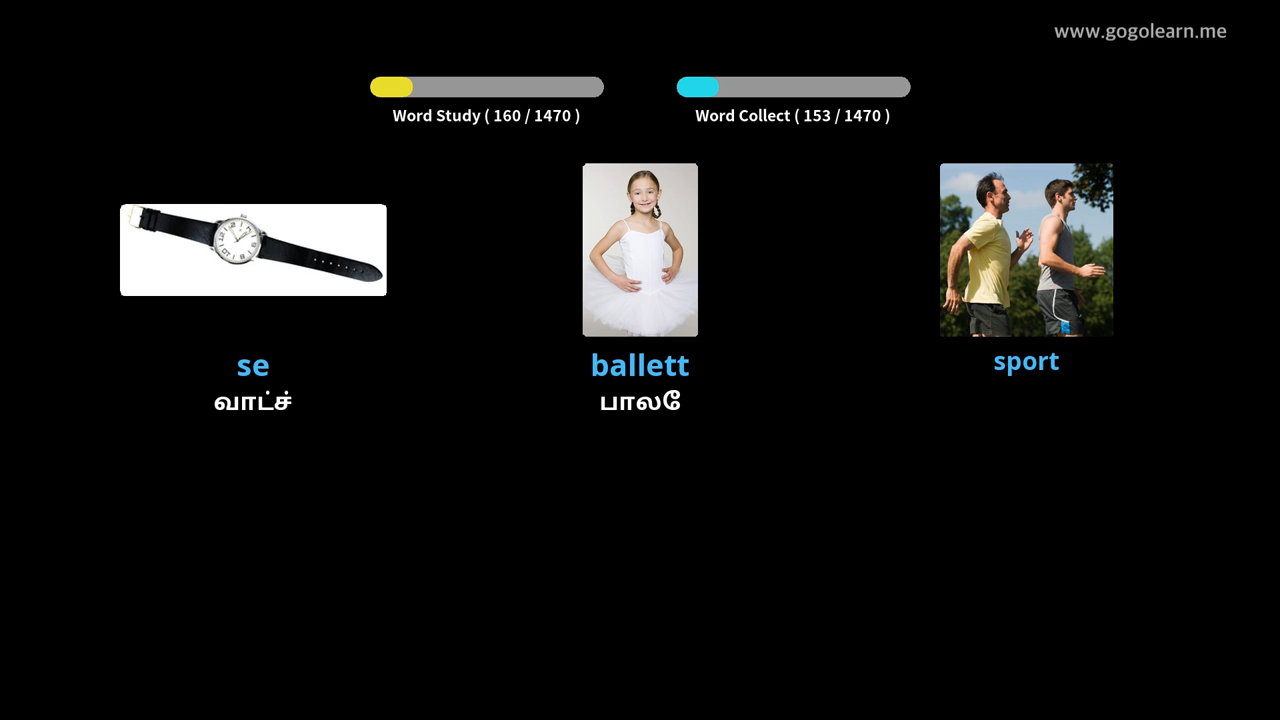 www.gogolearn.me
Word Study ( 160 / 1470 )
Word Collect ( 153 / 1470 )
se
ballett
sport
வாட்ச்
பாலே